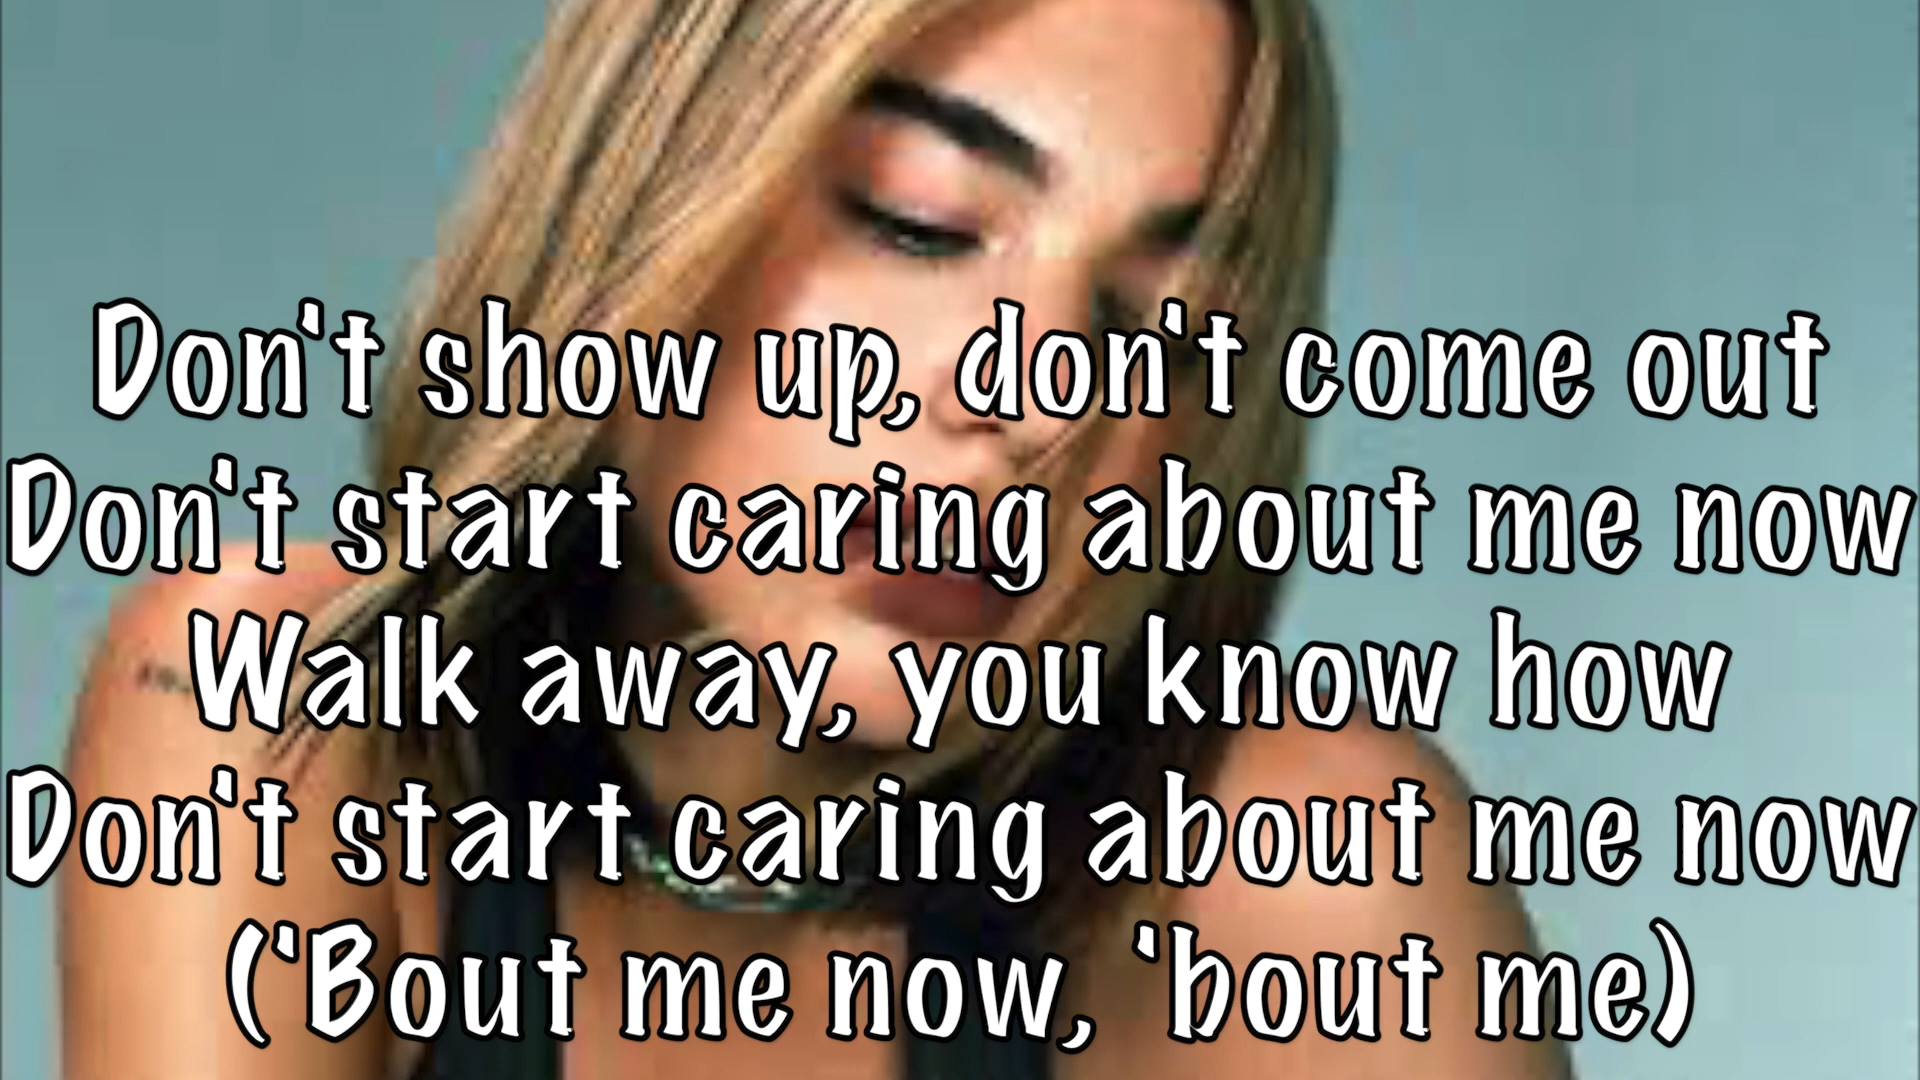 Don't show up, don't come out
Don't start caring about me now
Walk away, you know how
Don't start caring about me now
('Bout me now, 'bout me)